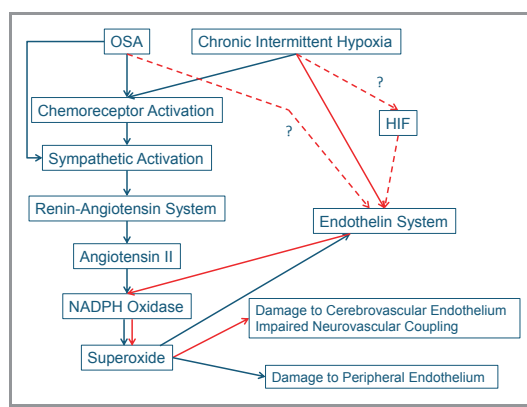 OSA
Chronic Intermittent Hypoxia
?
Chemoreceptor Activation
HIF
?
Sympathetic Activation
Renin-Angiotensin System
Endothelin System
Angiotensin II
NADPH Oxidase
Damage to Cerebrovascular Endothelium
Impaired Neurovascular Coupling
Superoxide
Damage to Peripheral Endothelium